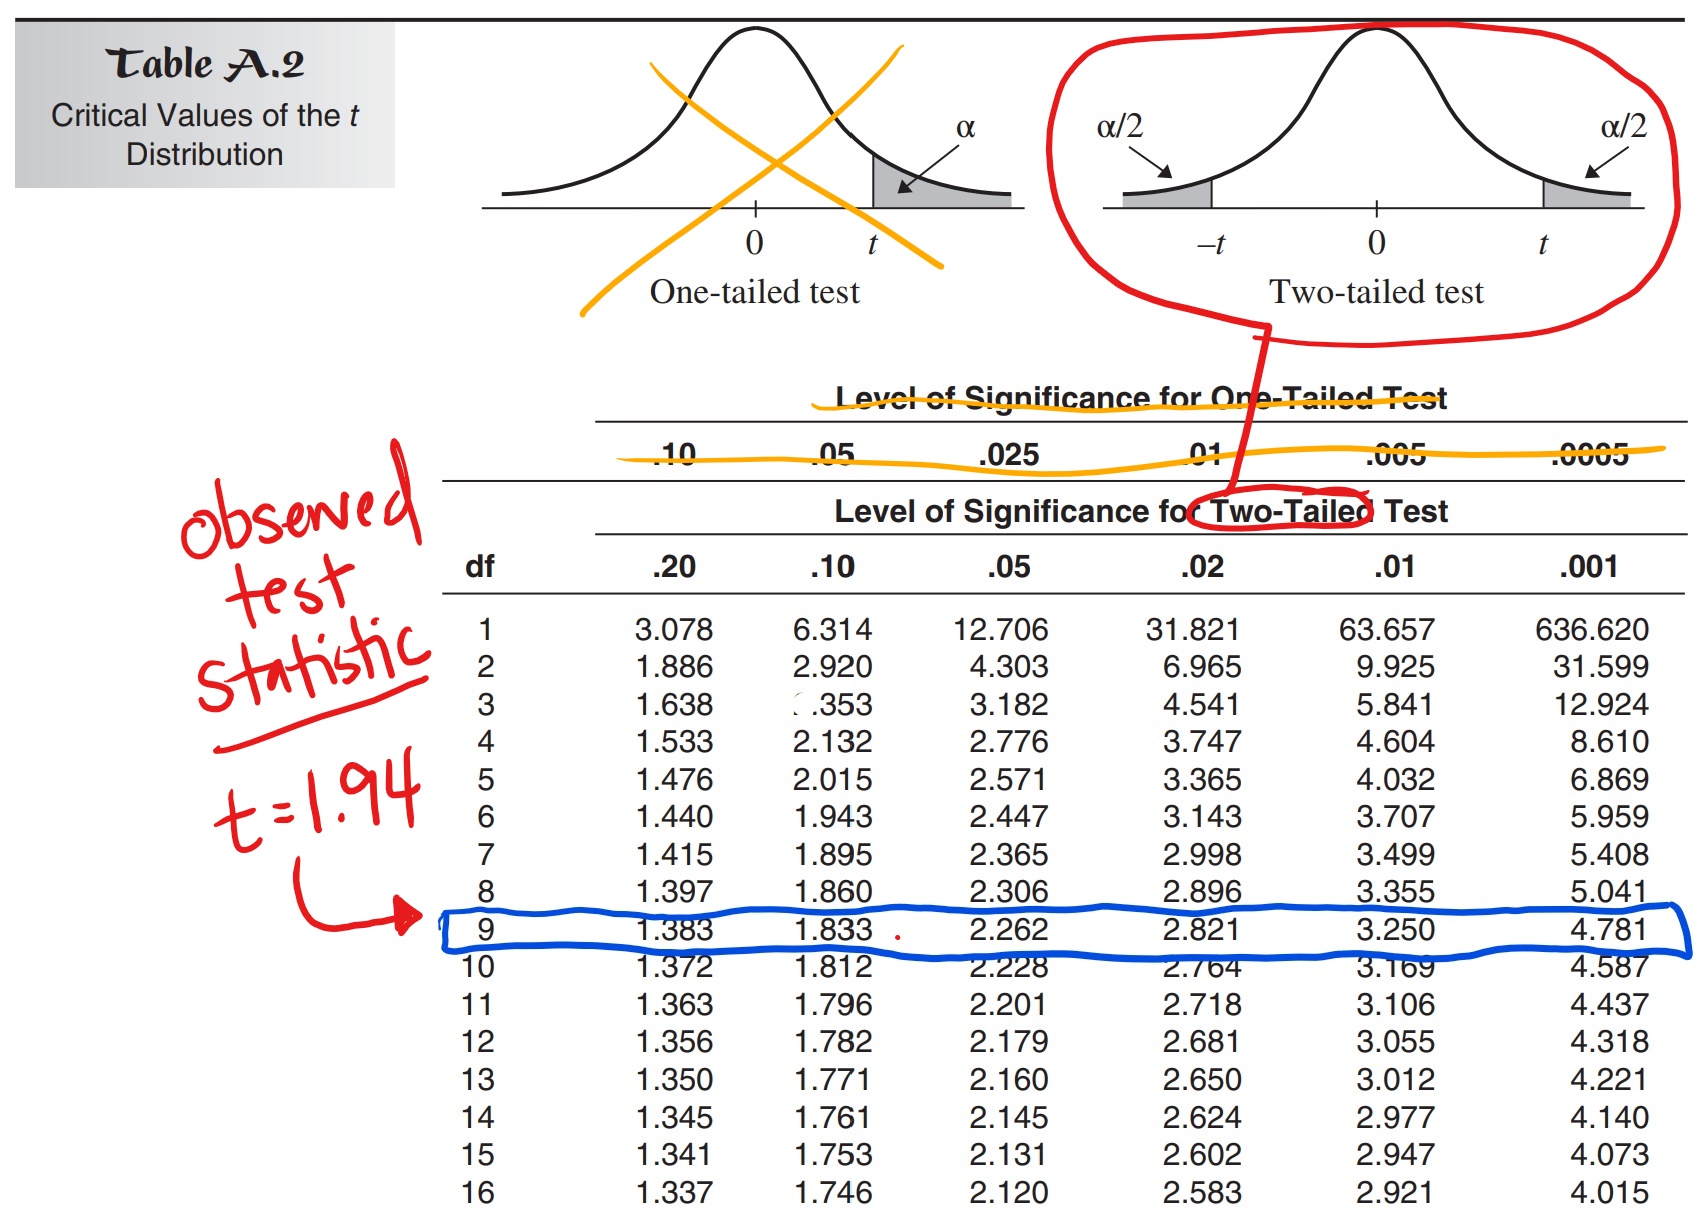 Table A.2
Critical Values of the t
Distribution
α
0
t
One-tailed test
α/2
α/2
–t
0
t
Two-tailed test
Level of Significance for One-Tailed Test
.10 .05 .025 .01 .005 .0005
Level of Significance for Two-Tailed Test
df .20 .10 .05 .02 .01 .001
1 3.078 6.314 12.706 31.821 63.657 636.620
2 1.886 2.920 4.303 6.965 9.925 31.599
3 1.638 .353 3.182 4.541 5.841 12.924
4 1.533 2.132 2.776 3.747 4.604 8.610
5 1.476 2.015 2.571 3.365 4.032 6.869
6 1.440 1.943 2.447 3.143 3.707 5.959
7 1.415 1.895 2.365 2.998 3.499 5.408
8 1.397 1.860 2.306 2.896 3.355 5.041
9 1.383 1.833 2.262 2.821 3.250 4.781
10 1.372 1.812 2.228 2.764 3.169 4.587
11 1.363 1.796 2.201 2.718 3.106 4.437
12 1.356 1.782 2.179 2.681 3.055 4.318
13 1.350 1.771 2.160 2.650 3.012 4.221
14 1.345 1.761 2.145 2.624 2.977 4.140
15 1.341 1.753 2.131 2.602 2.947 4.073
16 1.337 1.746 2.120 2.583 2.921 4.015
observed
test
statistic
t=1.94